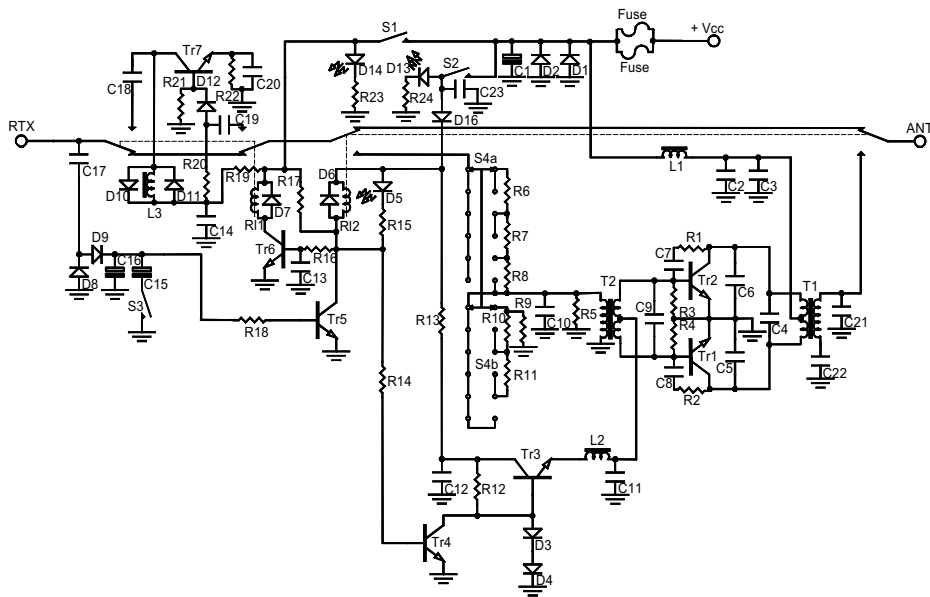 Fuse
Fuse
+ Vcc
S1
Tr7
D12
R21
R22
C18
C19
C20
D14
R23
D13
R24
S2
C23
D16
C1
D2
D1
RTX
ANT
C17
R20
R19
D10
L3
D11
C14
R17
D7
Rl1
D6
Rl2
D5
R15
S4a
R6
R7
R8
L1
C2
C3
D9
D8
C16
C15
S3
Tr6
R16
C13
Tr5
R18
R13
R14
R9
R10
S4b
R11
C10
R5
T2
C9
C7
R1
Tr2
R3
R4
Tr1
C8
R2
C6
C5
C4
T1
C21
C22
L2
Tr3
C12
R12
C11
Tr4
D3
D4